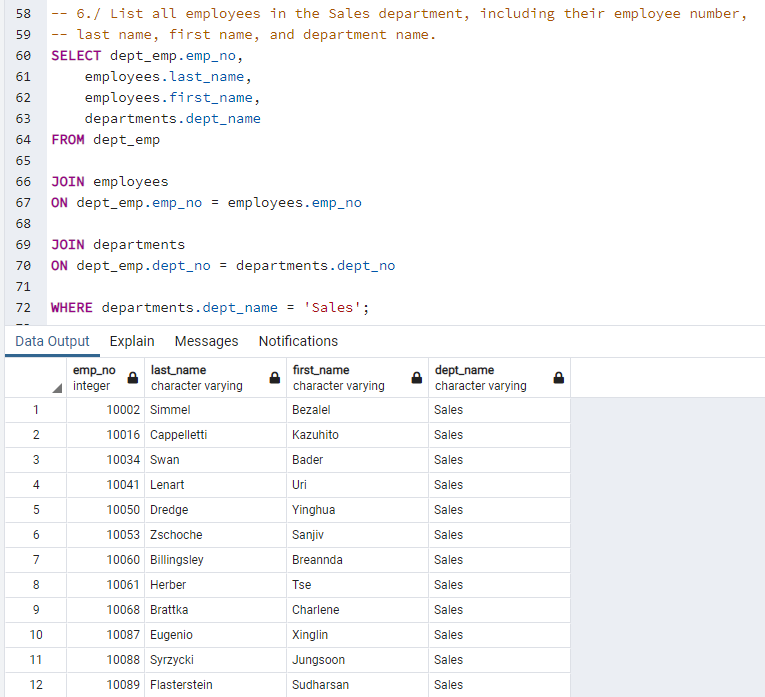 58 -- 6./ List all employees in the Sales department, including their employee number,
59 -- last name, first name, and department name.
60 SELECT dept_emp.emp_no,
61     employees.last_name,
62     employees.first_name,
63     departments.dept_name
64 FROM dept_emp
65
66 JOIN employees
67 ON dept_emp.emp_no = employees.emp_no
68
69 JOIN departments
70 ON dept_emp.dept_no = departments.dept_no
71
72 WHERE departments.dept_name = 'Sales';
Data Output Explain Messages Notifications
emp_no last_name first_name dept_name
integer character varying character varying character varying
1 10002 Simmel Bezalel Sales
2 10016 Cappelletti Kazuhito Sales
3 10034 Swan Bader Sales
4 10041 Lenart Uri Sales
5 10050 Dredge Yinghua Sales
6 10053 Zschoche Sanjiv Sales
7 10060 Billingsley Breannda Sales
8 10061 Herber Tse Sales
9 10068 Brattka Charlene Sales
10 10087 Eugenio Xinglin Sales
11 10088 Syrzycki Jungsoon Sales
12 10089 Flasterstein Sudharsan Sales